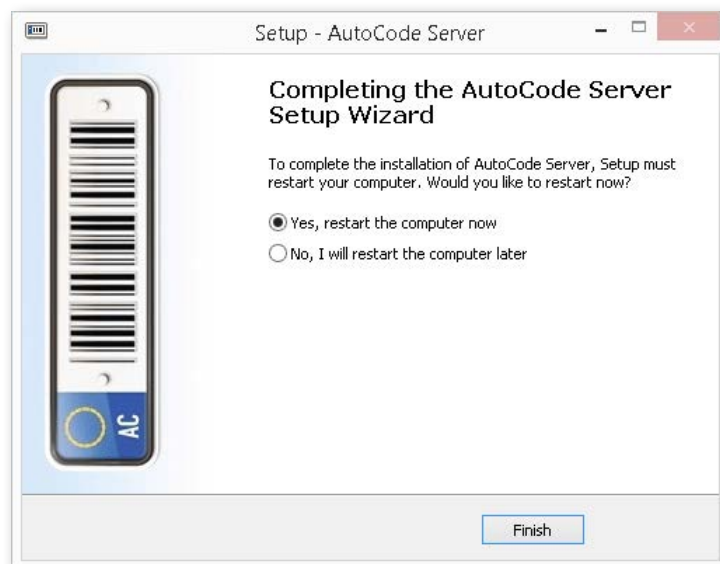 Setup - AutoCode Server
Completing the AutoCode Server
Setup Wizard
To complete the installation of AutoCode Server, Setup must
restart your computer. Would you like to restart now?
Yes, restart the computer now
No, I will restart the computer later
AC
Finish